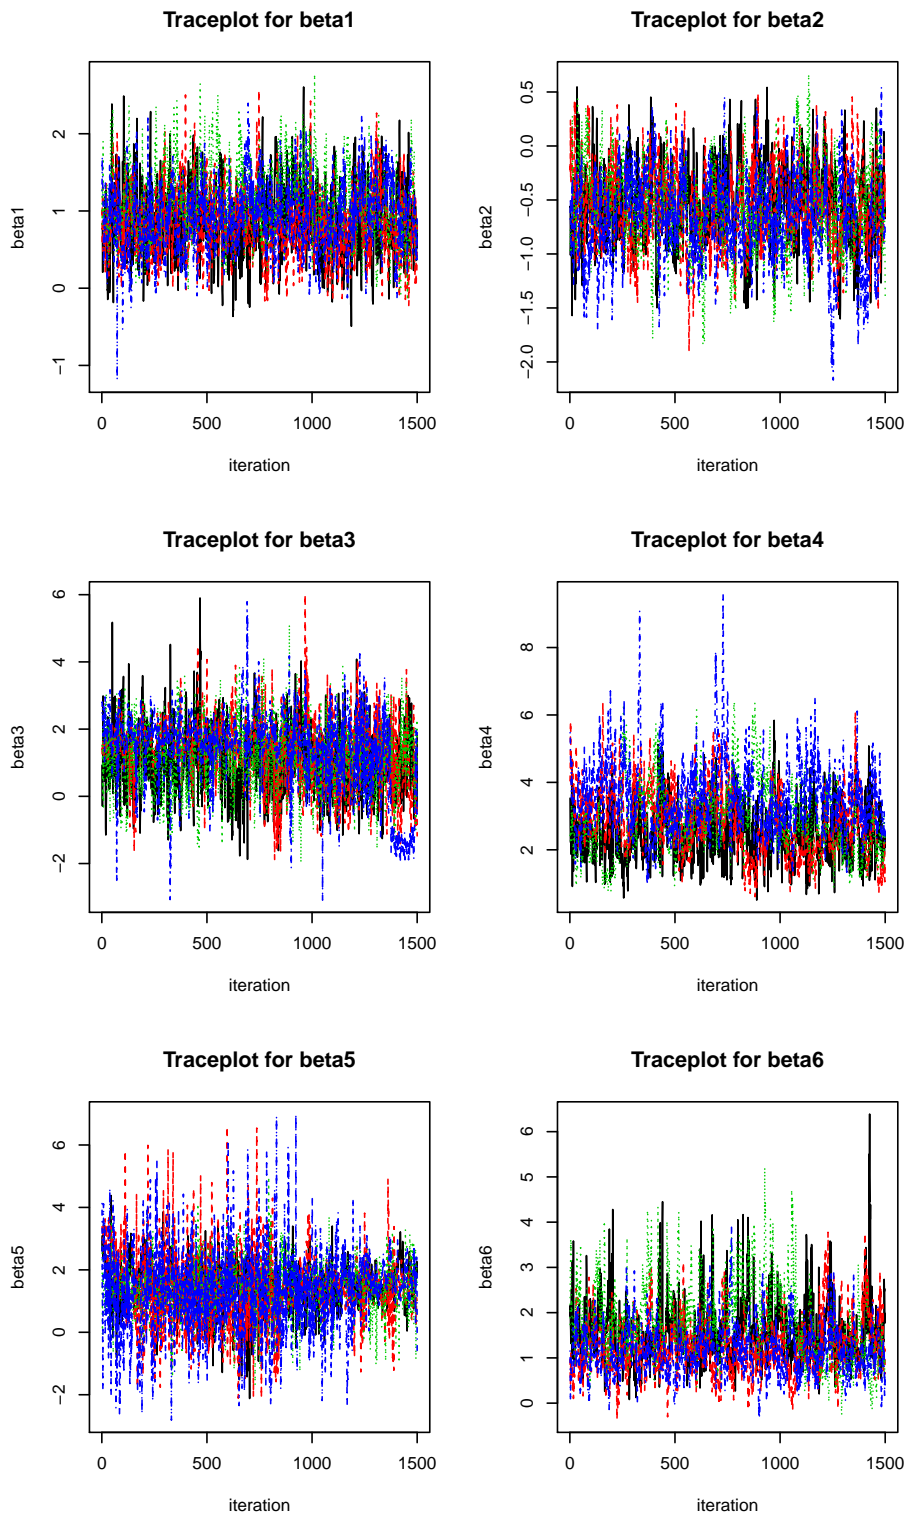 Traceplot for beta1
beta1
2
1
0
−1
0 500 1000 1500
iteration
Traceplot for beta2
beta2
0.5
0.0
−0.5
−1.0
−1.5
−2.0
0 500 1000 1500
iteration
Traceplot for beta3
beta3
6
4
2
0
−2
0 500 1000 1500
iteration
Traceplot for beta4
beta4
8
6
4
2
0 500 1000 1500
iteration
Traceplot for beta5
beta5
6
4
2
0
−2
0 500 1000 1500
iteration
Traceplot for beta6
beta6
6
5
4
3
2
1
0
0 500 1000 1500
iteration